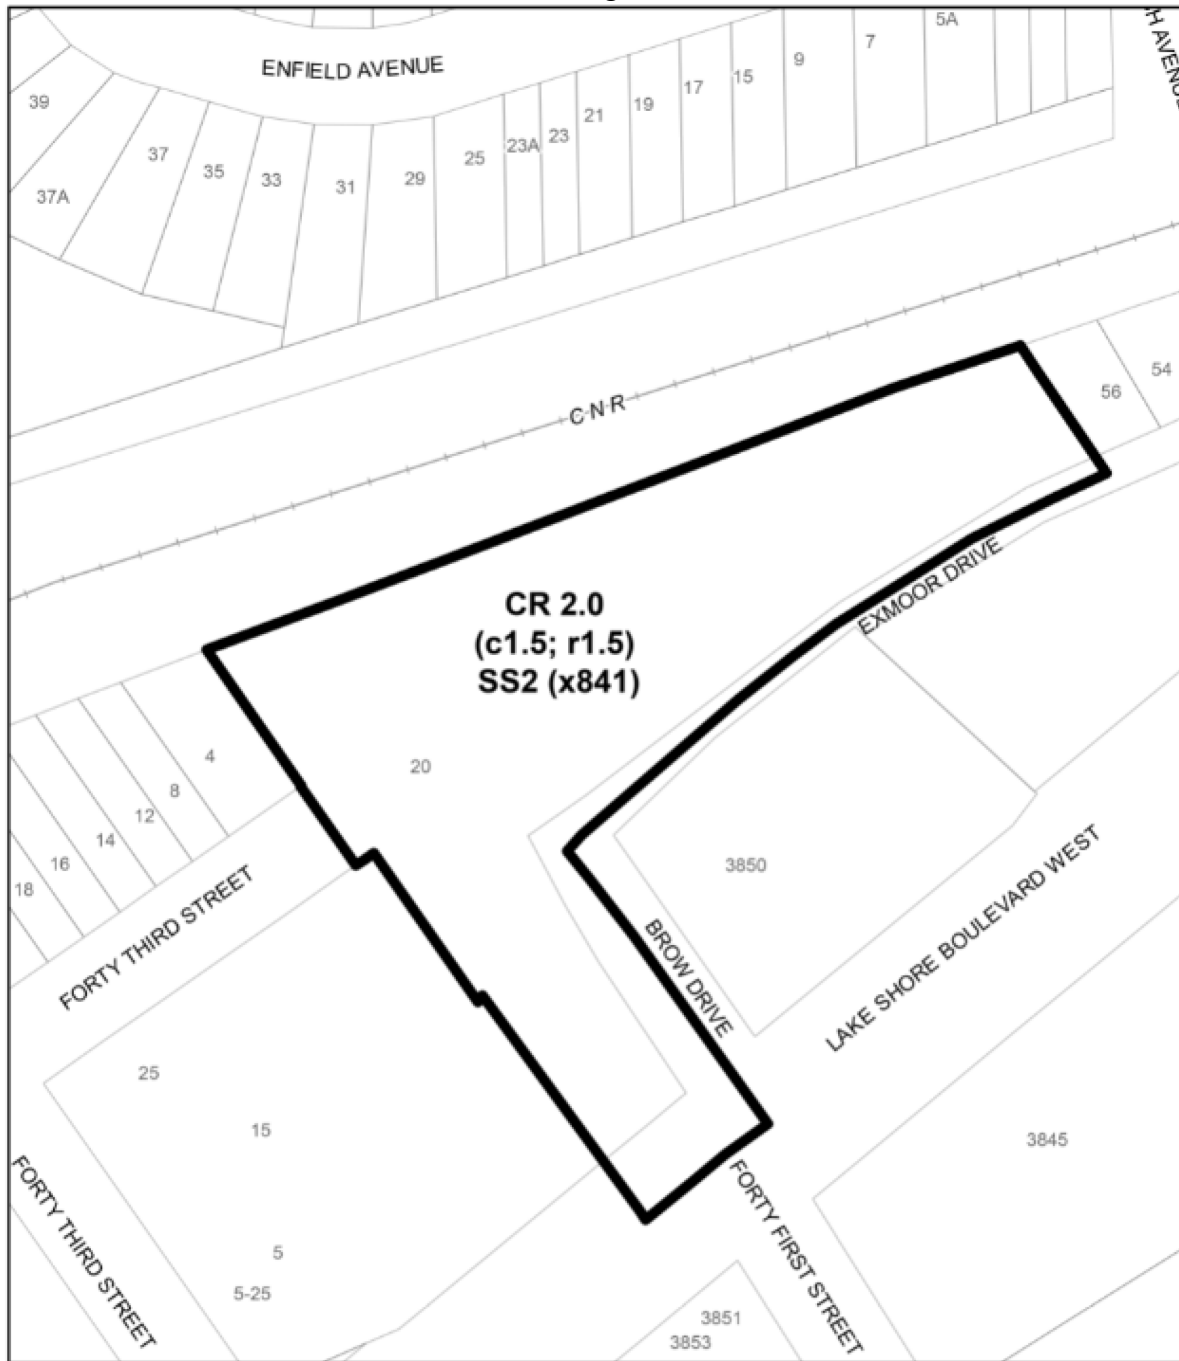 5A
7
9
ENFIELD AVENUE
15
17
39
19
21
23
23A
37
25
35
29
33
31
37A
AVENUE
54
56
C N R
EXMOOR DRIVE
CR 2.0
(c1.5; r1.5)
SS2 (x841)
4
20
8
12
14
16
3850
18
FORTY THIRD STREET
BROW DRIVE
LAKE SHORE BOULEVARD WEST
25
15
3845
FORTY THIRD STREET
FORTY FIRST STREET
5
5-25
3851
3853